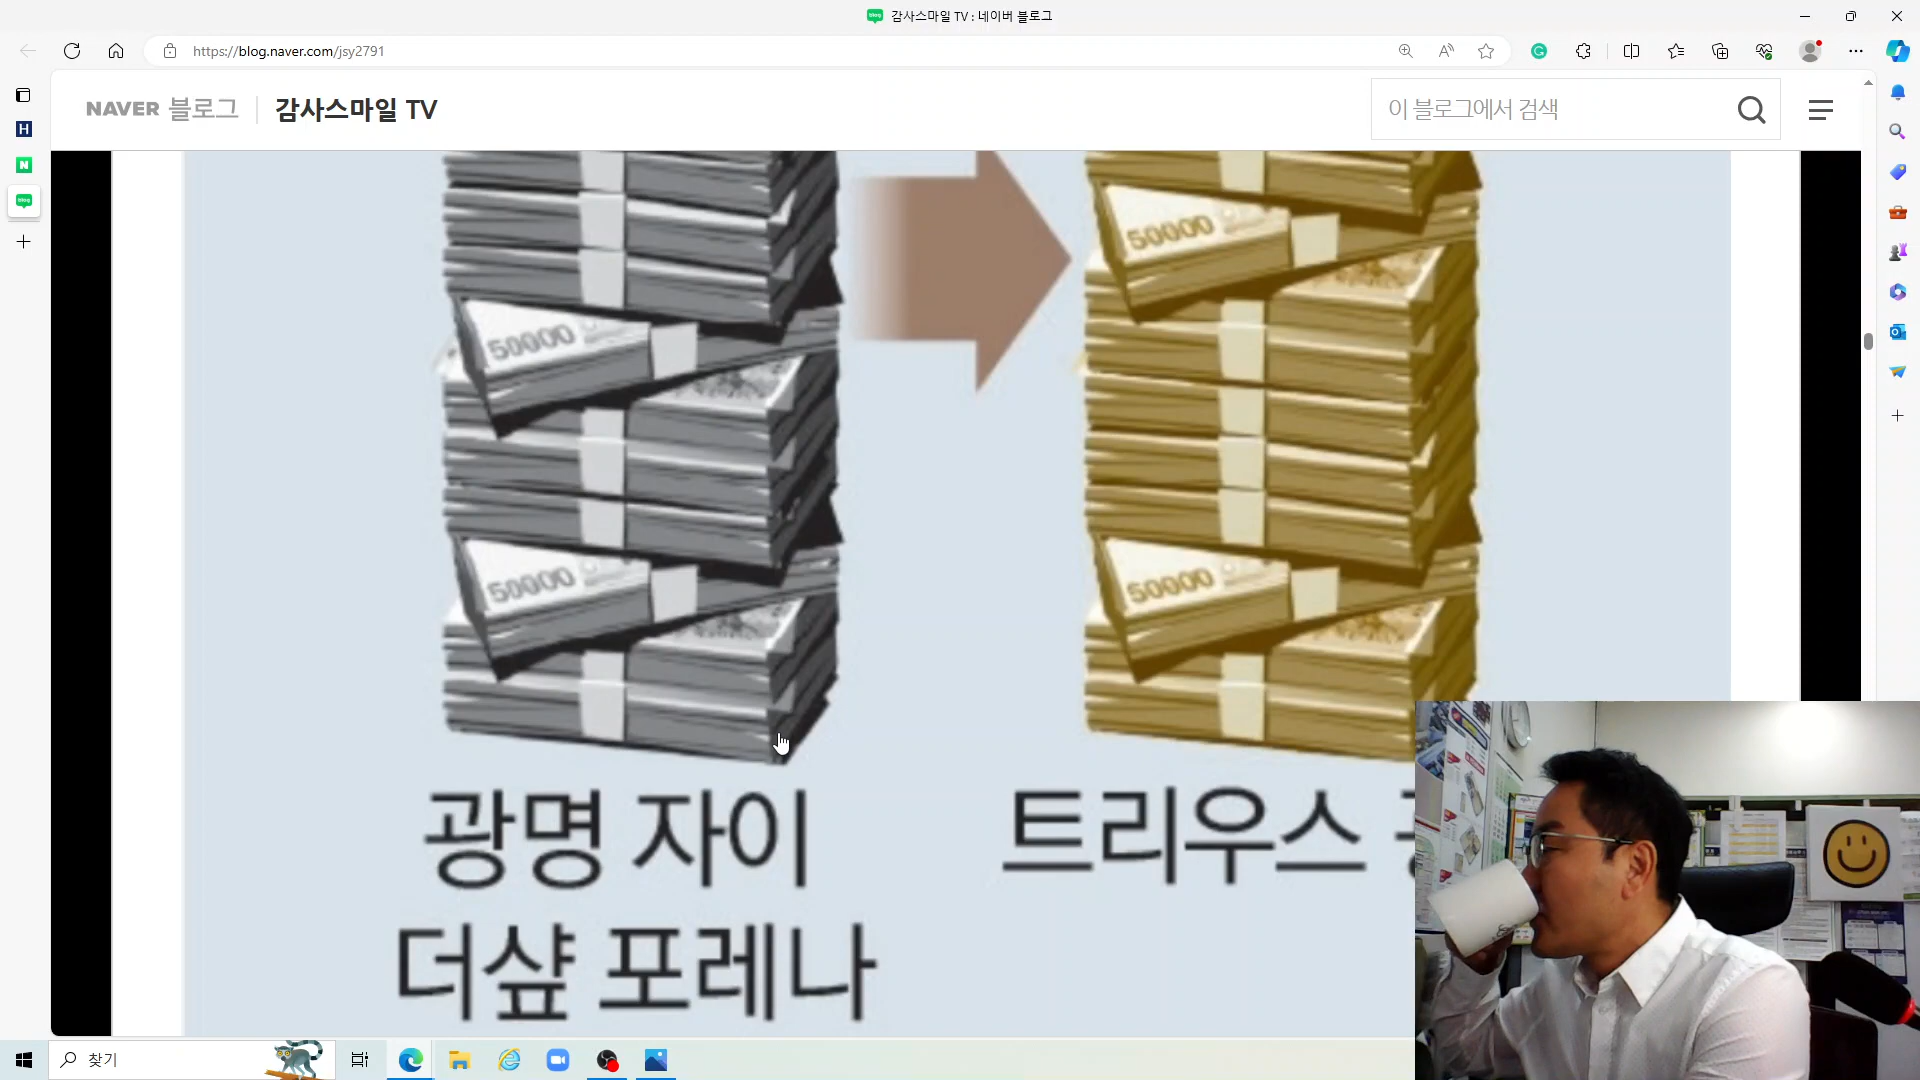 감사스마일 TV : 네이버 블로그
https://blog.naver.com/jsy2791
NAVER 블로그
감사스마일 TV
이 블로그에서 검색
50000
50000
50000
50000
광명 자이
더샾 포레나
트리우스
찾기